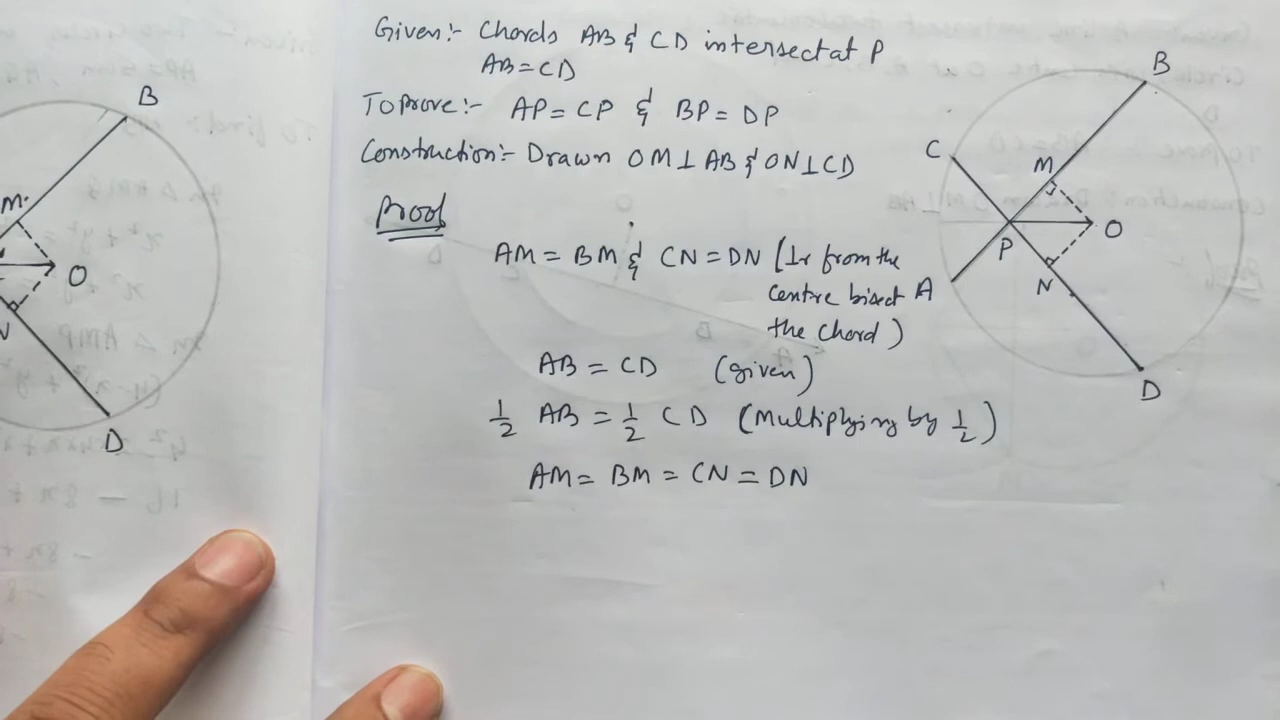 Given:- Chords AB & CD intersect at P
AB = CD
To prove:- AP = CP & BP = DP
Construction:- Drawn OM ⊥ AB & ON ⊥ CD
Proof
AM = BM & CN = DN [⊥r from the
centre bisect
the chord)
AB = CD (given)
1/2 AB = 1/2 CD (Multiplying by 1/2)
AM = BM = CN = DN
B
C
M
O
P
A
N
D
B
M
O
N
D